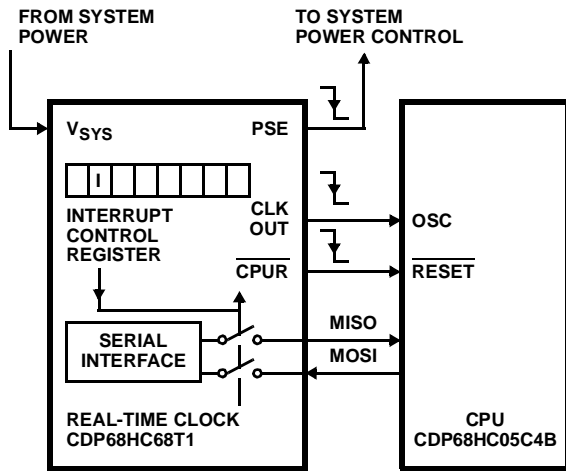 FROM SYSTEM
POWER
TO SYSTEM
POWER CONTROL
VSYS
PSE
I
INTERRUPT
CONTROL
REGISTER
CLK
OUT
OSC
CPUR
RESET
SERIAL
INTERFACE
MISO
MOSI
REAL-TIME CLOCK
CDP68HC68T1
CPU
CDP68HC05C4B